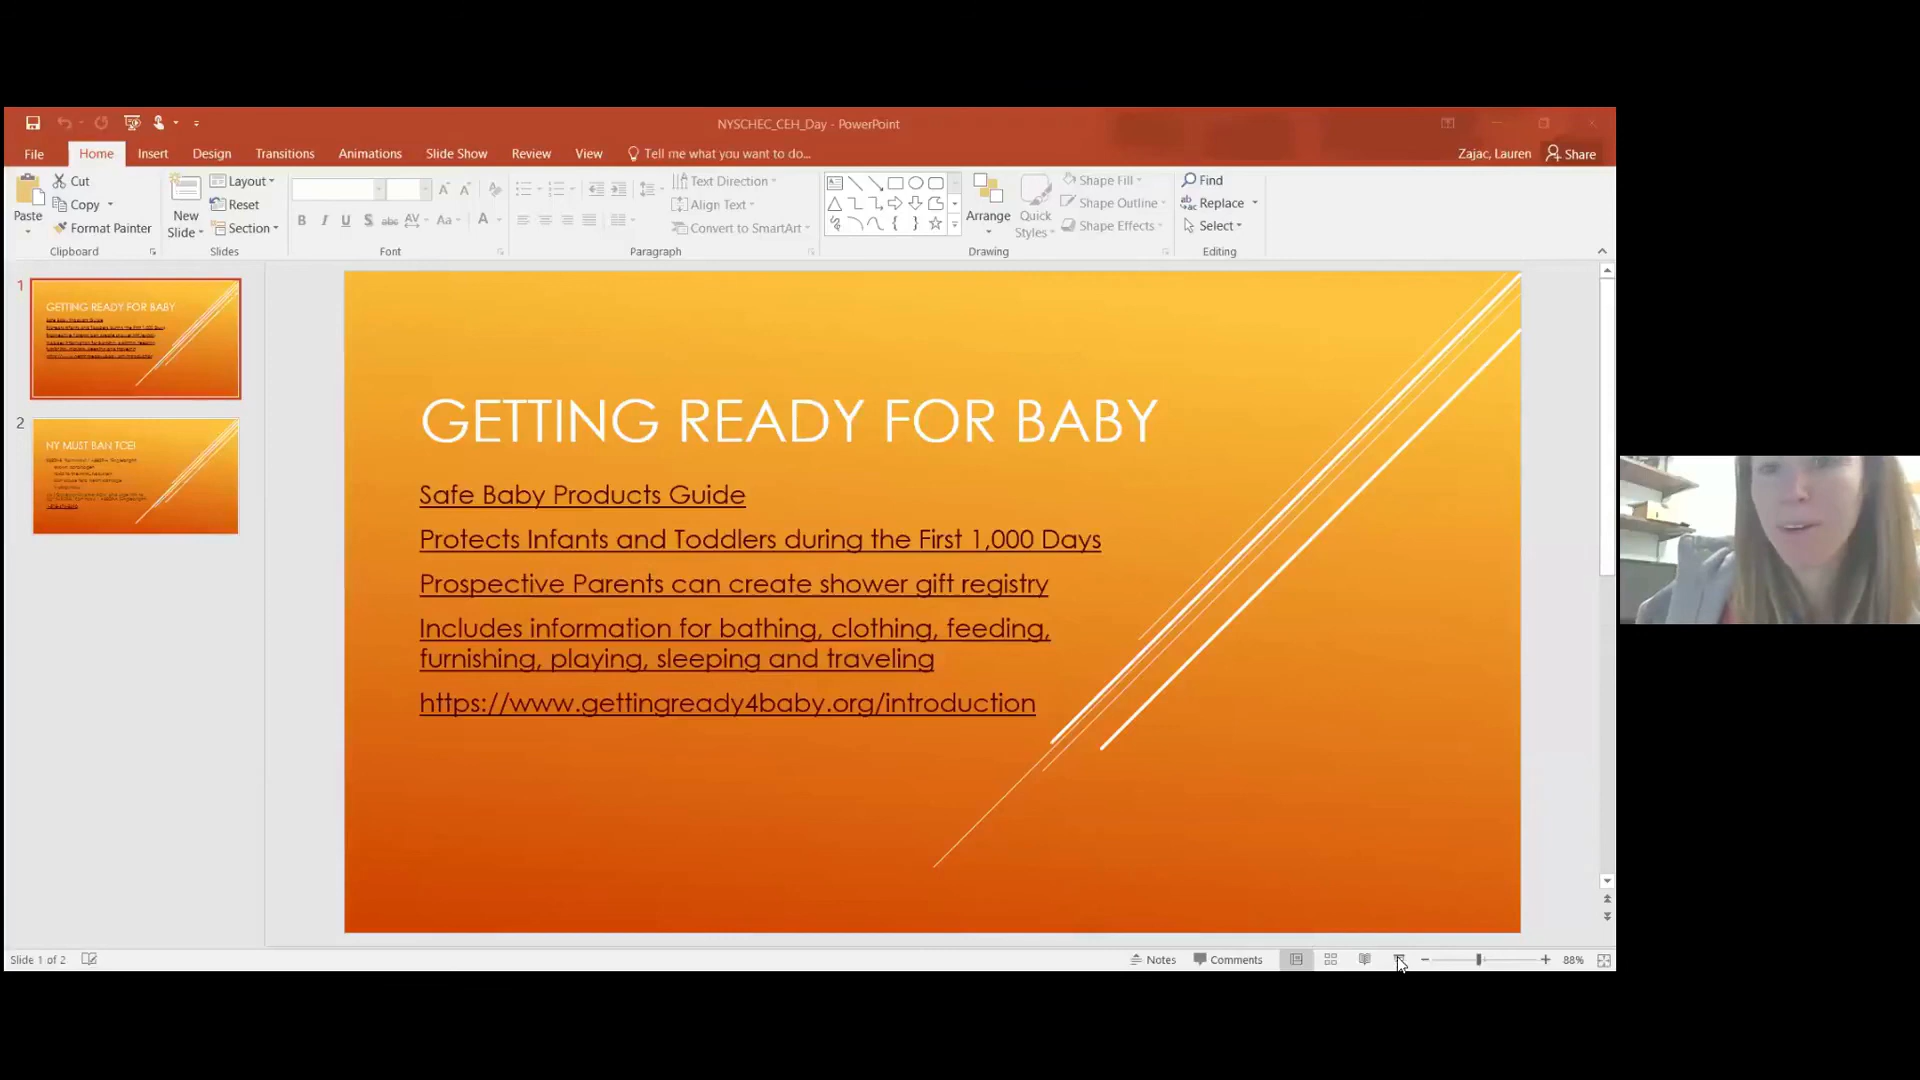 NYSCHEC_CEH_Day - PowerPoint
File Home Insert Design Transitions Animations Slide Show Review View Tell me what you want to do... Zajac, Lauren Share
Paste
Cut
Copy
Format Painter
Clipboard
New Slide
Layout
Reset
Section
Slides
Font
Text Direction
Align Text
Convert to SmartArt
Paragraph
Arrange
Quick Styles
Shape Fill
Shape Outline
Shape Effects
Drawing
Find
Replace
Select
Editing
1
GETTING READY FOR BABY
2
NY MUST BAN TCE!
GETTING READY FOR BABY
Safe Baby Products Guide
Protects Infants and Toddlers during the First 1,000 Days
Prospective Parents can create shower gift registry
Includes information for bathing, clothing, feeding,
furnishing, playing, sleeping and traveling
https://www.gettingready4baby.org/introduction
Slide 1 of 2 Notes Comments 88%